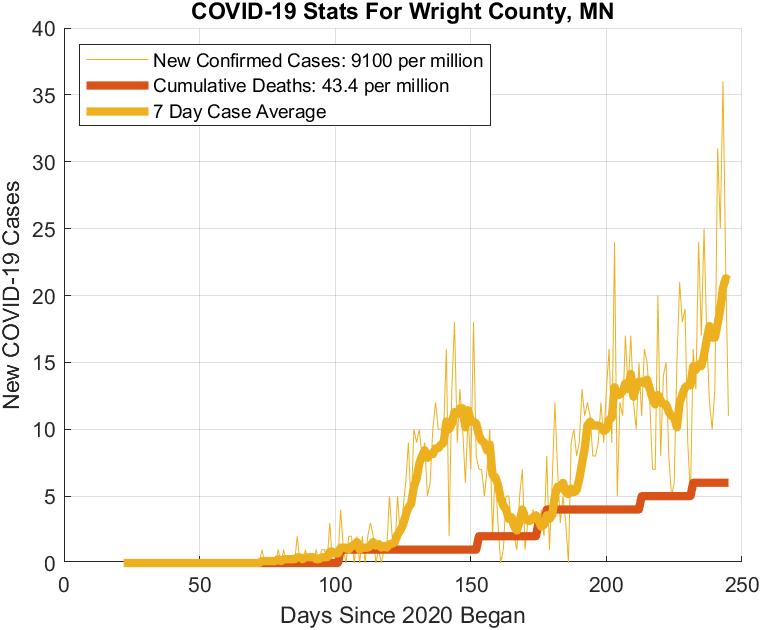 COVID-19 Stats For Wright County, MN
New Confirmed Cases: 9100 per million
Cumulative Deaths: 43.4 per million
7 Day Case Average
New COVID-19 Cases
40
35
30
25
20
15
10
5
0
0 50 100 150 200 250
Days Since 2020 Began